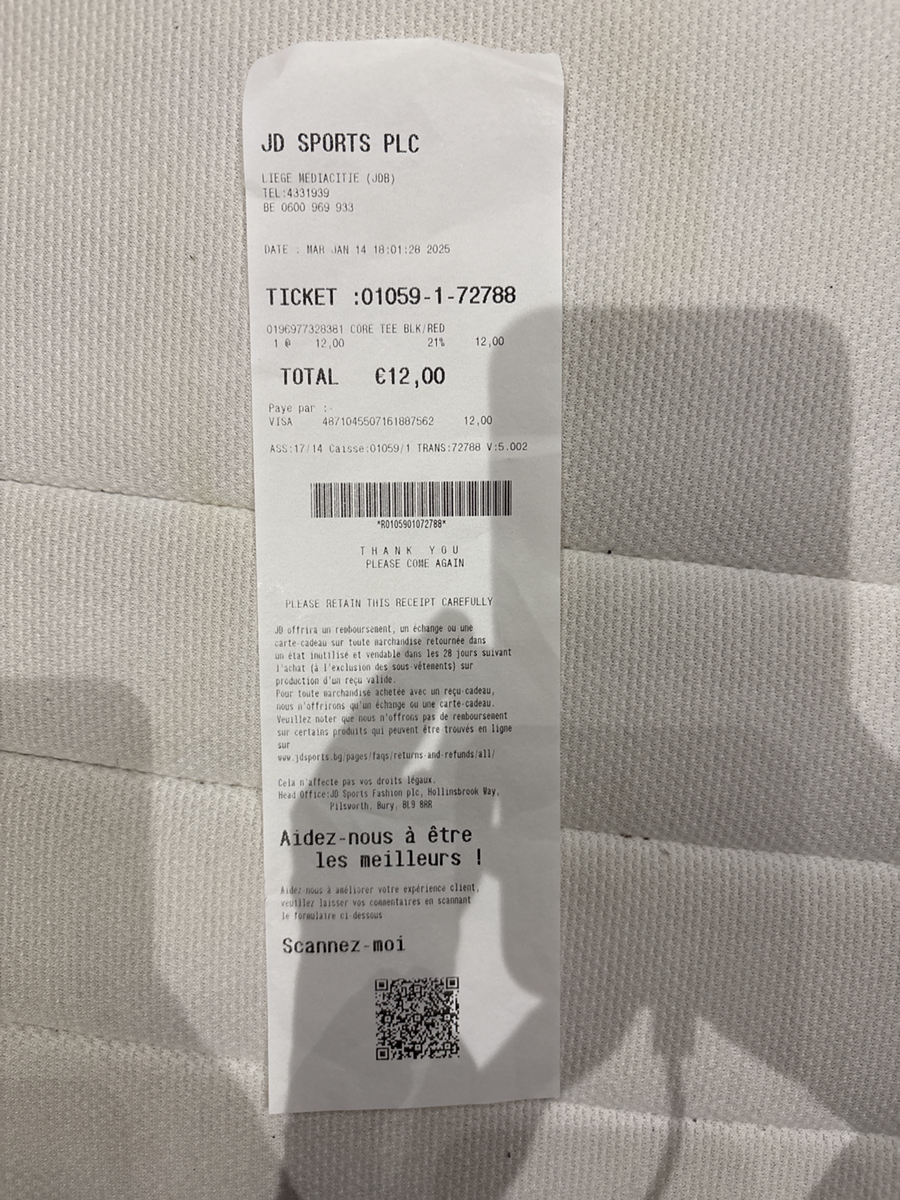 JD SPORTS PLC
LIEGE MEDIACITIE (JDB)
TEL:4331939
BE 0600 969 933
DATE : MAR JAN 14 18:01:28 2025
TICKET :01059-1-72788
0196977328381 CORE TEE BLK/RED
1 @ 12,00 21% 12,00
TOTAL €12,00
Paye par :-
VISA 4871045507161887562 12,00
ASS:17/14 Caisse:01059/1 TRANS:72788 V:5.002
*R0105901072788*
THANK YOU
PLEASE COME AGAIN
PLEASE RETAIN THIS RECEIPT CAREFULLY
JD offrira un remboursement, un échange ou une
carte-cadeau sur toute marchandise retournée dans
un état inutilisé et vendable dans les 28 jours suivant
l'achat (à l'exclusion des sous-vêtements) sur
production d'un reçu valide.
Pour toute marchandise achetée avec un reçu-cadeau,
nous n'offrirons qu'un échange ou une carte-cadeau.
Veuillez noter que nous n'offrons pas de remboursement
sur certains produits qui peuvent être trouvés en ligne
sur
www.jdsports.bg/pages/faqs/returns-and-refunds/all/
Cela n'affecte pas vos droits légaux.
Head Office:JD Sports Fashion plc, Hollinsbrook Way,
Pilsworth, Bury, BL9 8RR
Aidez-nous à être
les meilleurs !
Aidez-nous à améliorer votre expérience client,
veuillez laisser vos commentaires en scannant
le formulaire ci-dessous
Scannez-moi